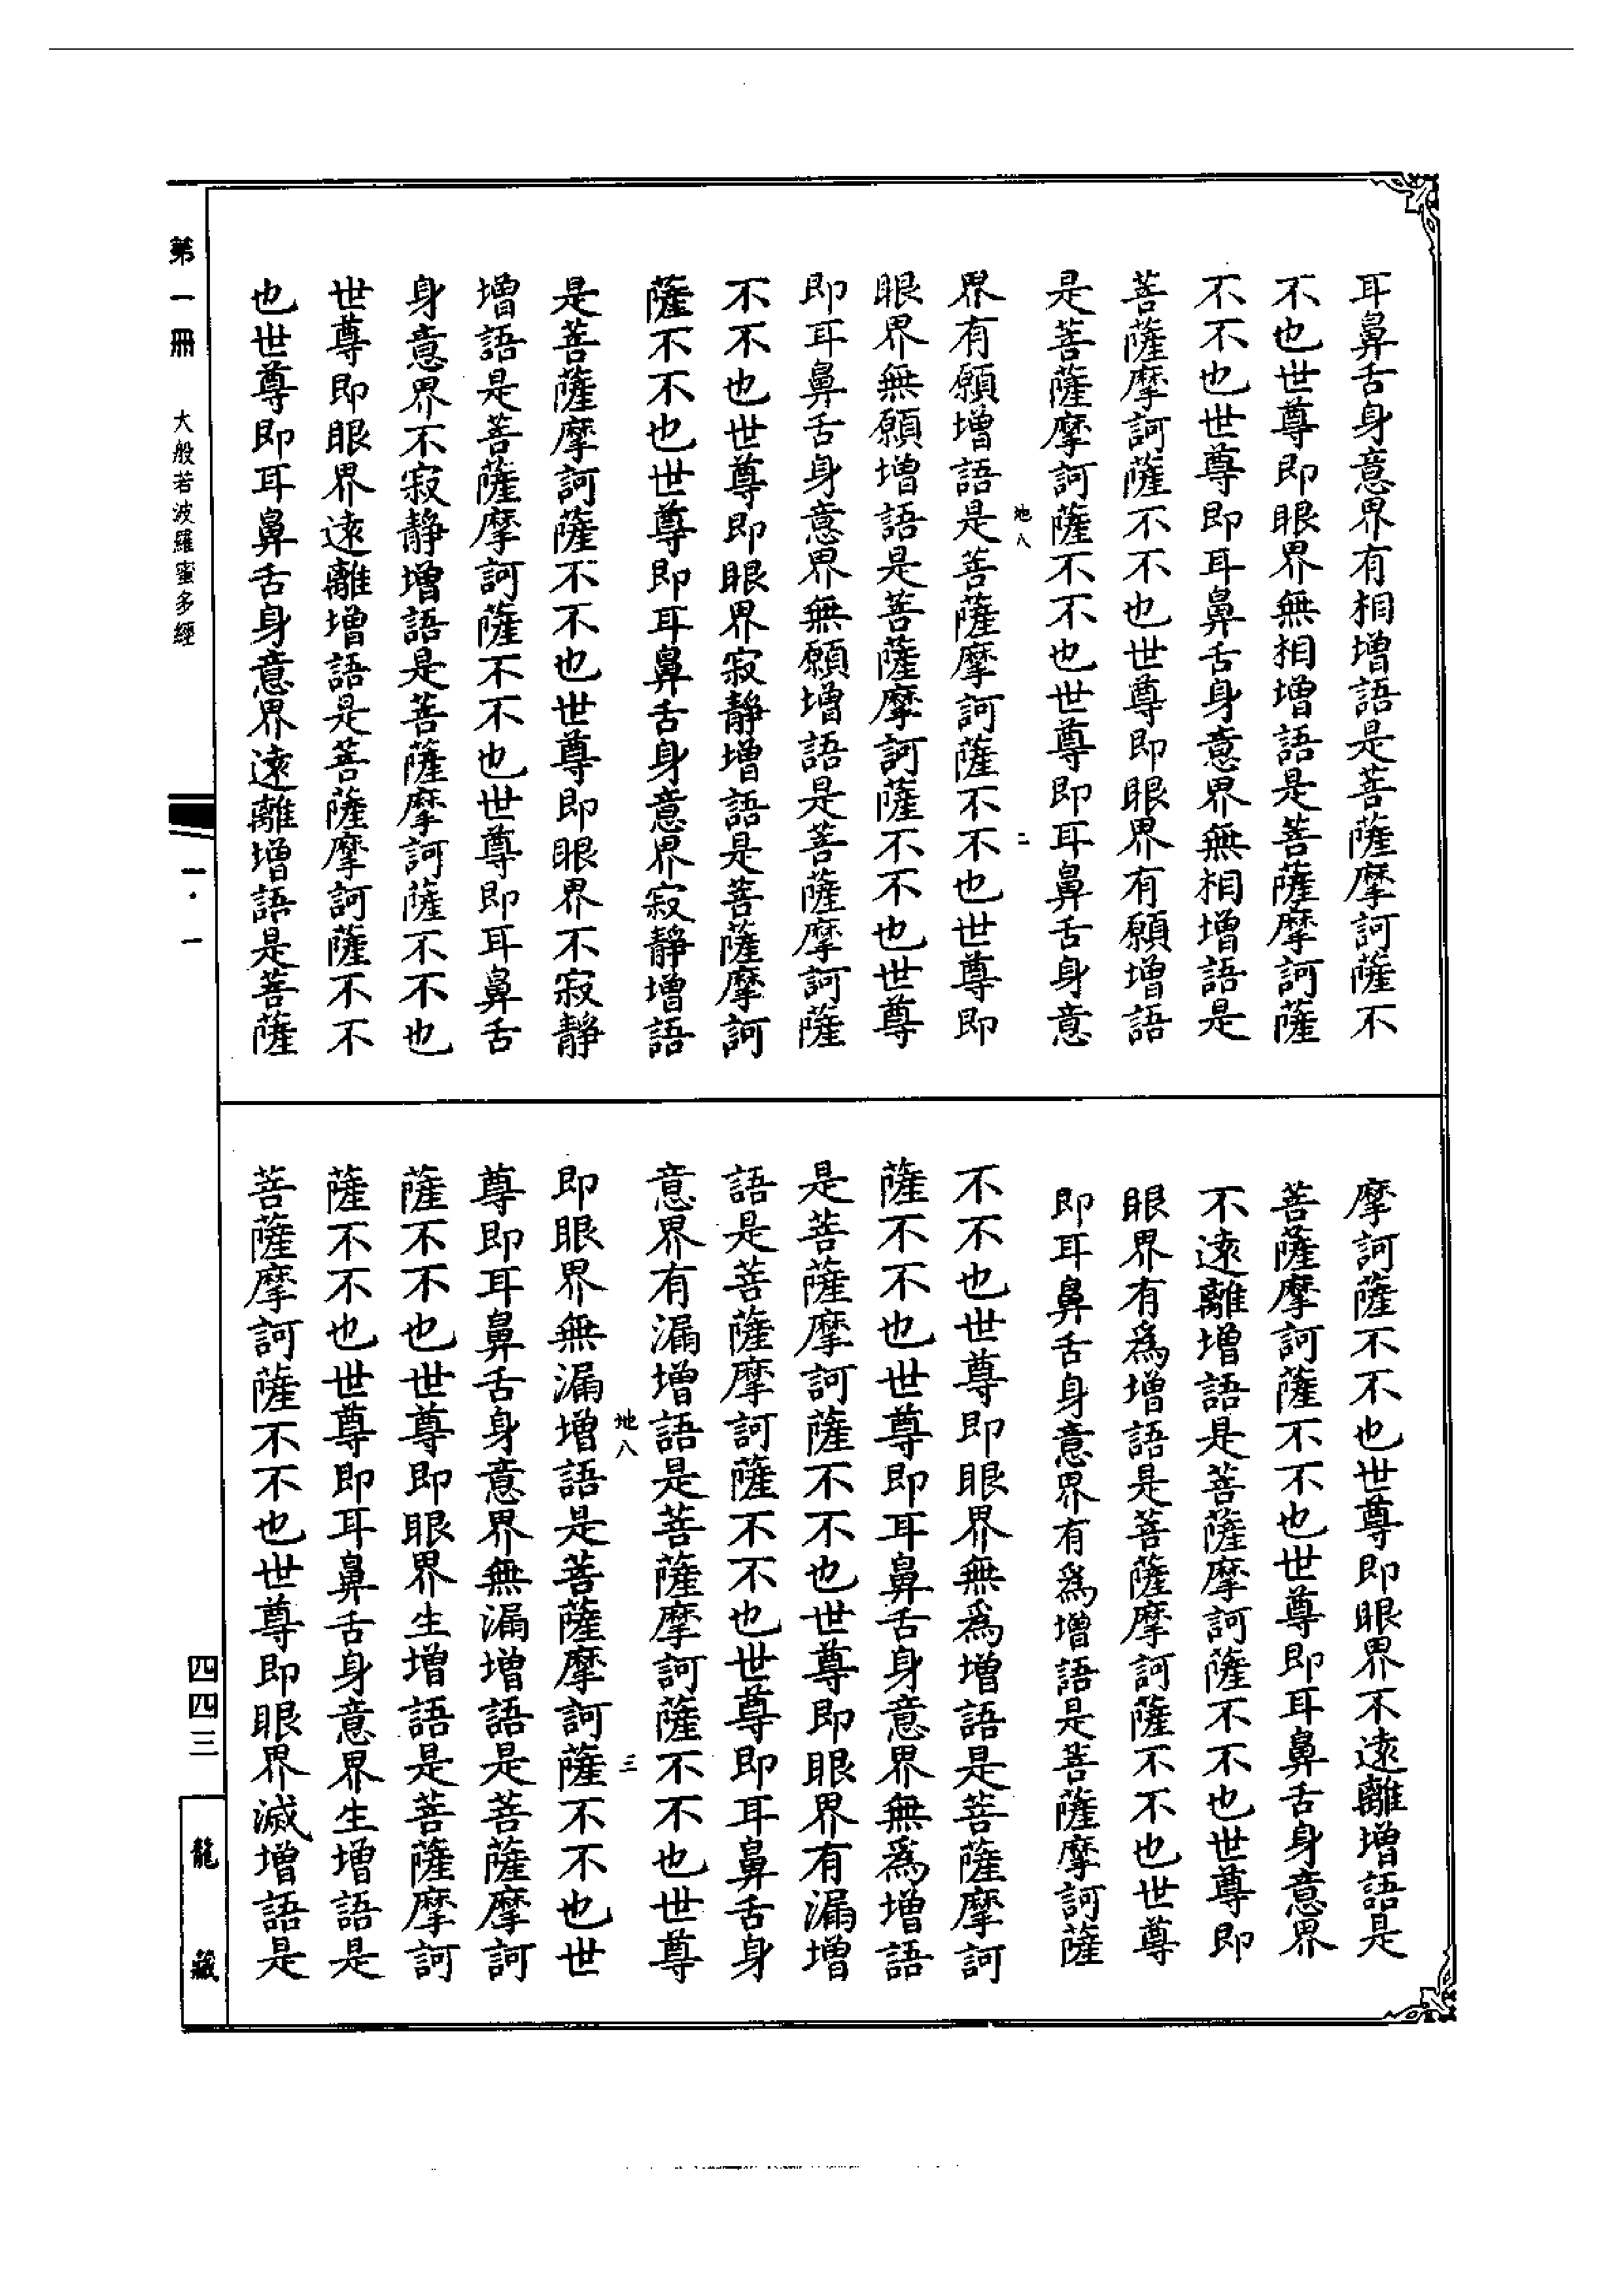 耳鼻舌身意界有相增語是菩薩摩訶薩不
不也世尊即眼界無相增語是菩薩摩訶薩
不不也世尊即耳鼻舌身意界無相增語是
菩薩摩訶薩不不也世尊即眼界有願增語
是菩薩摩訶薩不不也世尊即耳鼻舌身意
地八 二
界有願增語是菩薩摩訶薩不不也世尊即
眼界無願增語是菩薩摩訶薩不不也世尊
即耳鼻舌身意界無願增語是菩薩摩訶薩
不不也世尊即眼界寂靜增語是菩薩摩訶
薩不不也世尊即耳鼻舌身意界寂靜增語
是菩薩摩訶薩不不也世尊即眼界不寂靜
增語是菩薩摩訶薩不不也世尊即耳鼻舌
身意界不寂靜增語是菩薩摩訶薩不不也
世尊即眼界遠離增語是菩薩摩訶薩不不
也世尊即耳鼻舌身意界遠離增語是菩薩
摩訶薩不不也世尊即眼界不遠離增語是
菩薩摩訶薩不不也世尊即耳鼻舌身意界
不遠離增語是菩薩摩訶薩不不也世尊即
眼界有為增語是菩薩摩訶薩不不也世尊
即耳鼻舌身意界有為增語是菩薩摩訶薩
不不也世尊即眼界無為增語是菩薩摩訶
薩不不也世尊即耳鼻舌身意界無為增語
是菩薩摩訶薩不不也世尊即眼界有漏增
語是菩薩摩訶薩不不也世尊即耳鼻舌身
意界有漏增語是菩薩摩訶薩不不也世尊
地八 三
即眼界無漏增語是菩薩摩訶薩不不也世
尊即耳鼻舌身意界無漏增語是菩薩摩訶
薩不不也世尊即眼界生增語是菩薩摩訶
薩不不也世尊即耳鼻舌身意界生增語是
菩薩摩訶薩不不也世尊即眼界滅增語是
第一冊 大般若波羅蜜多經 一·一
四四三 龍藏